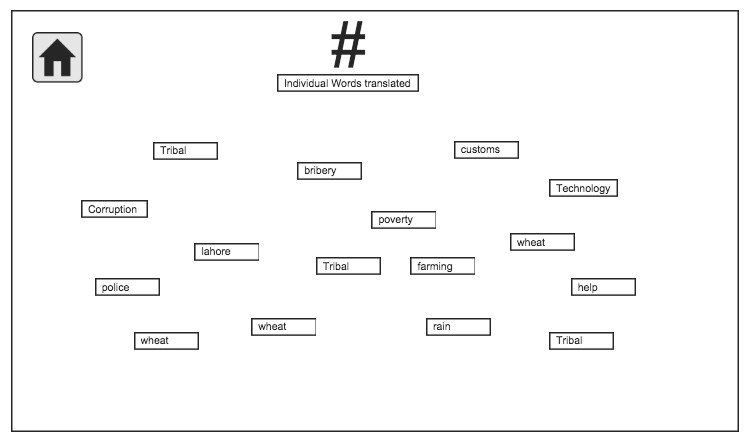 #
Individual Words translated
Tribal
customs
bribery
Technology
Corruption
poverty
wheat
lahore
Tribal
farming
police
help
wheat
rain
wheat
Tribal